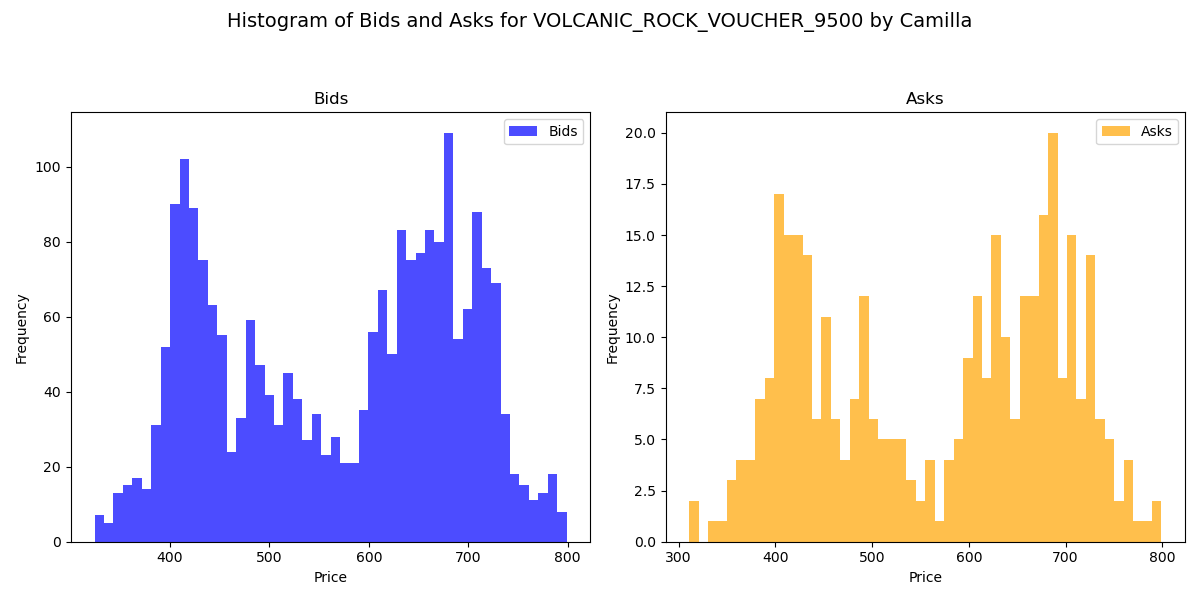 Histogram of Bids and Asks for VOLCANIC_ROCK_VOUCHER_9500 by Camilla
Bids
Bids
Frequency
100
80
60
40
20
0
400 500 600 700 800
Price
Asks
Asks
Frequency
20.0
17.5
15.0
12.5
10.0
7.5
5.0
2.5
0.0
300 400 500 600 700 800
Price